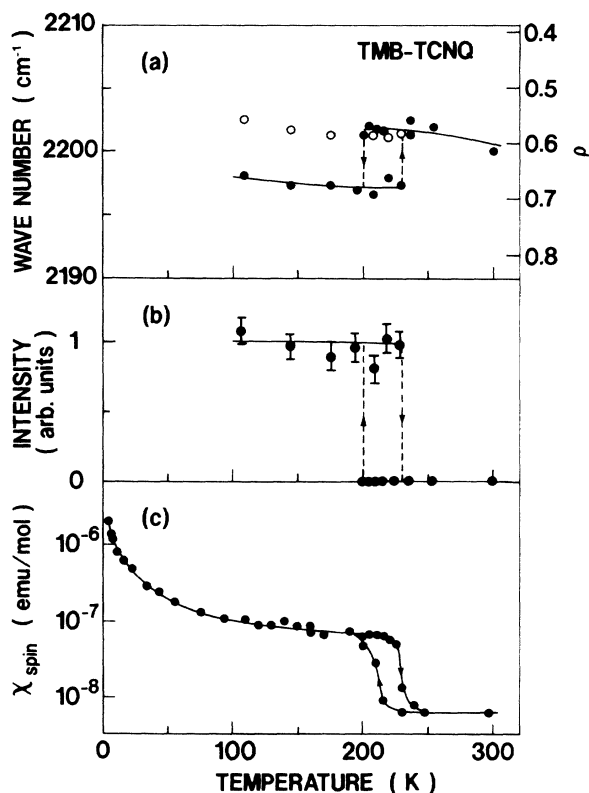 2210
2200
2190
WAVE NUMBER ( cm⁻¹ )
(a)
TMB-TCNQ
0.4
0.5
0.6
0.7
0.8
ρ
(b)
1
0
INTENSITY
( arb. units )
(c)
10⁻⁶
10⁻⁷
10⁻⁸
χ spin ( emu/mol )
0 100 200 300
TEMPERATURE ( K )